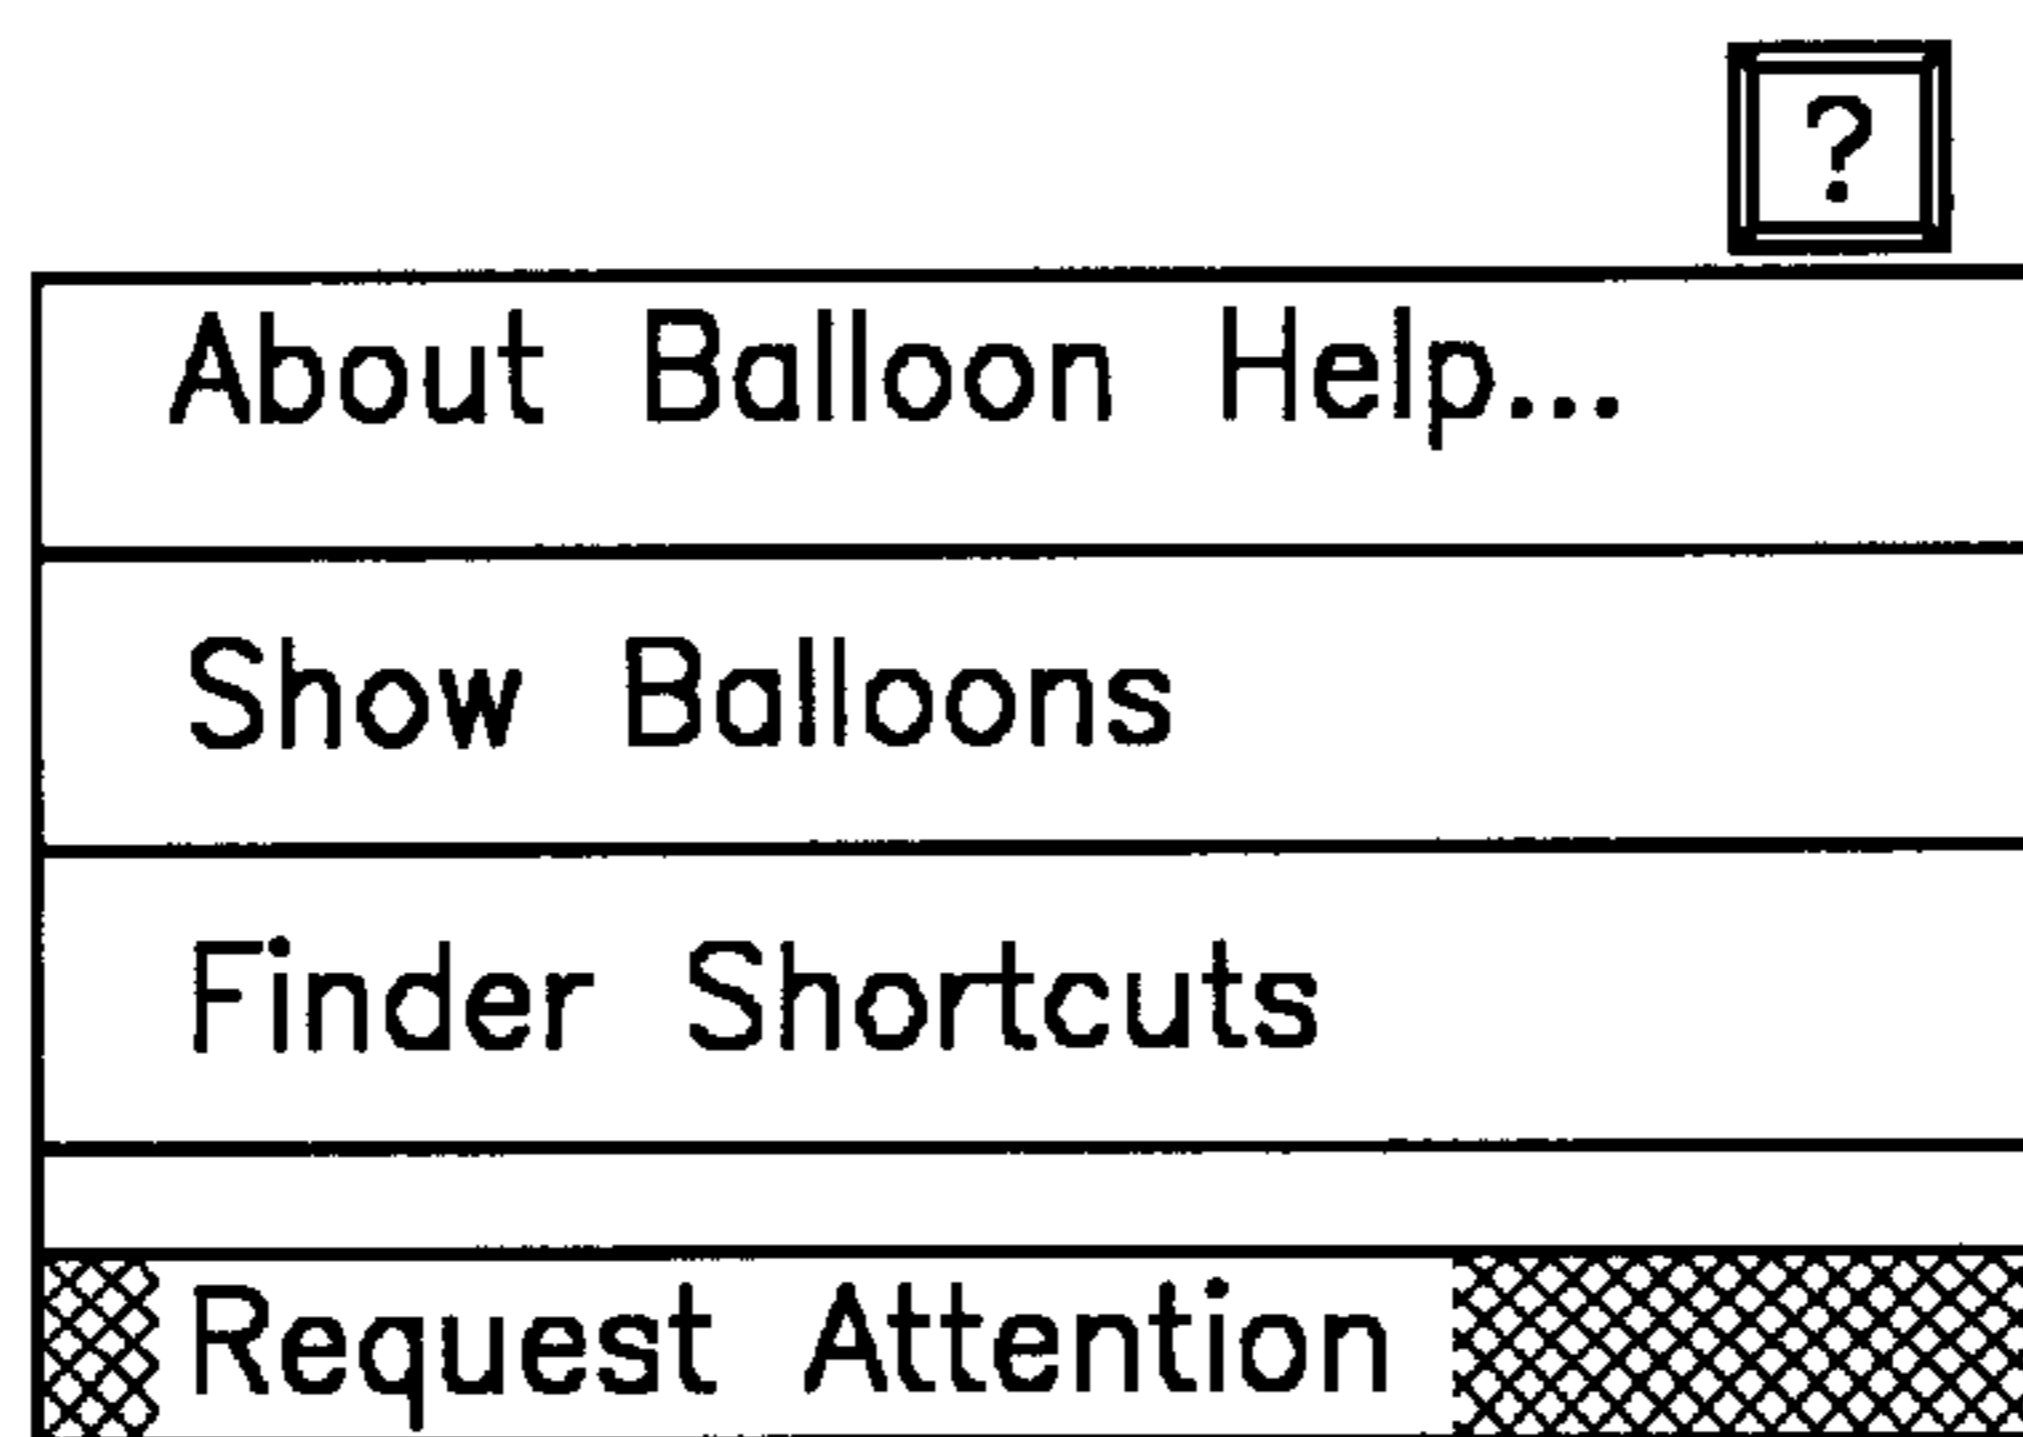 ?
About Balloon Help...
Show Balloons
Finder Shortcuts
Request Attention